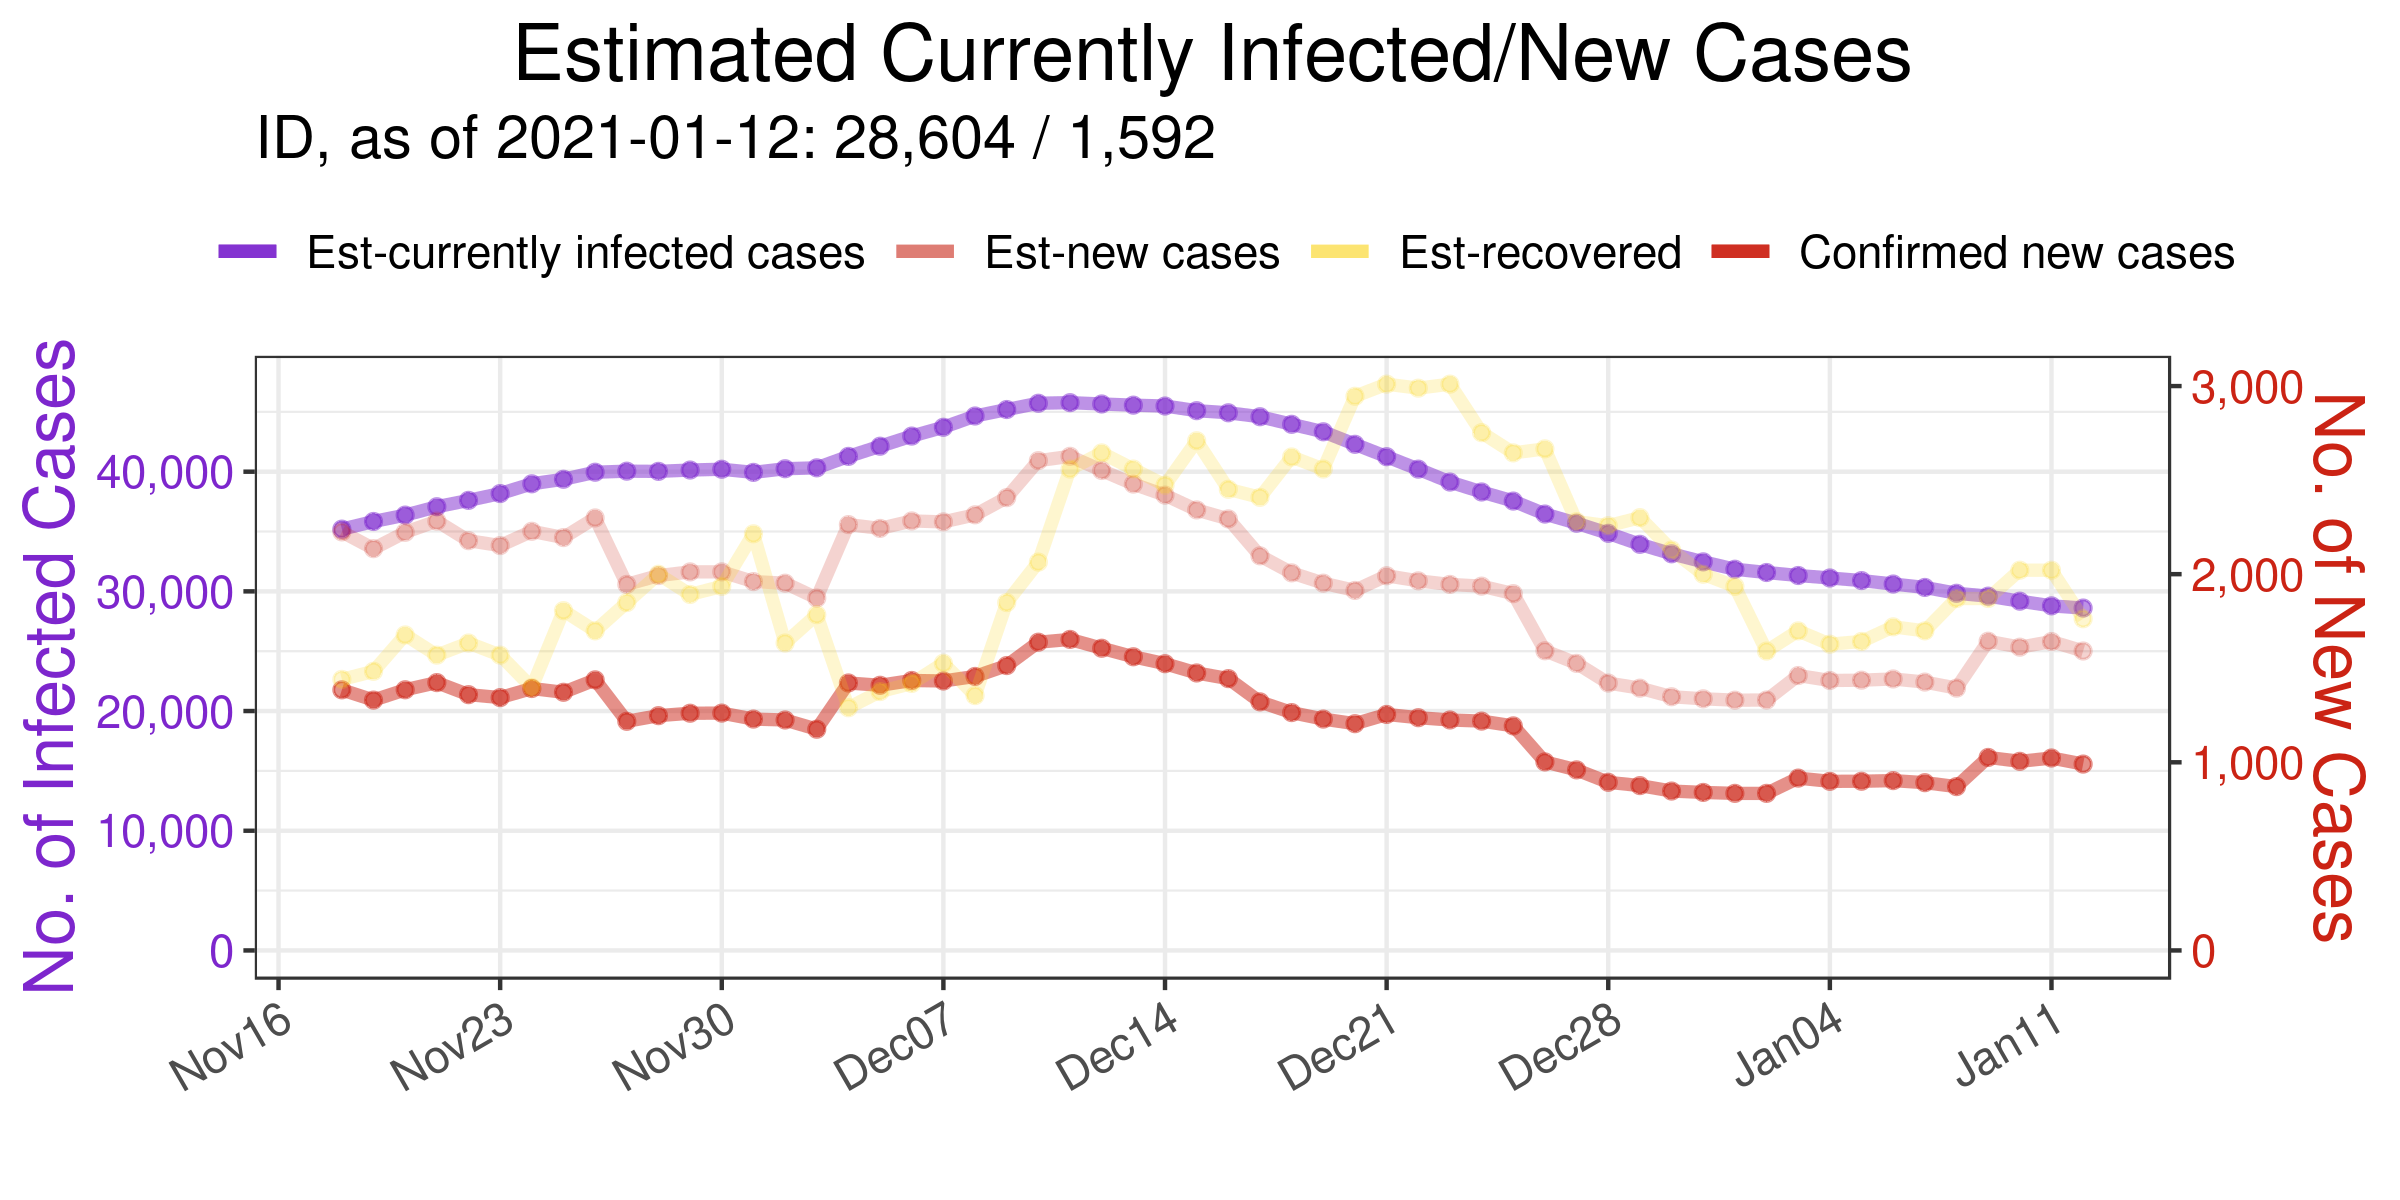 Estimated Currently Infected/New Cases
ID, as of 2021-01-12: 28,604 / 1,592
Est-currently infected cases Est-new cases Est-recovered Confirmed new cases
No. of Infected Cases
40,000
30,000
20,000
10,000
0
3,000
2,000
1,000
0
No. of New Cases
Nov16 Nov23 Nov30 Dec07 Dec14 Dec21 Dec28 Jan04 Jan11